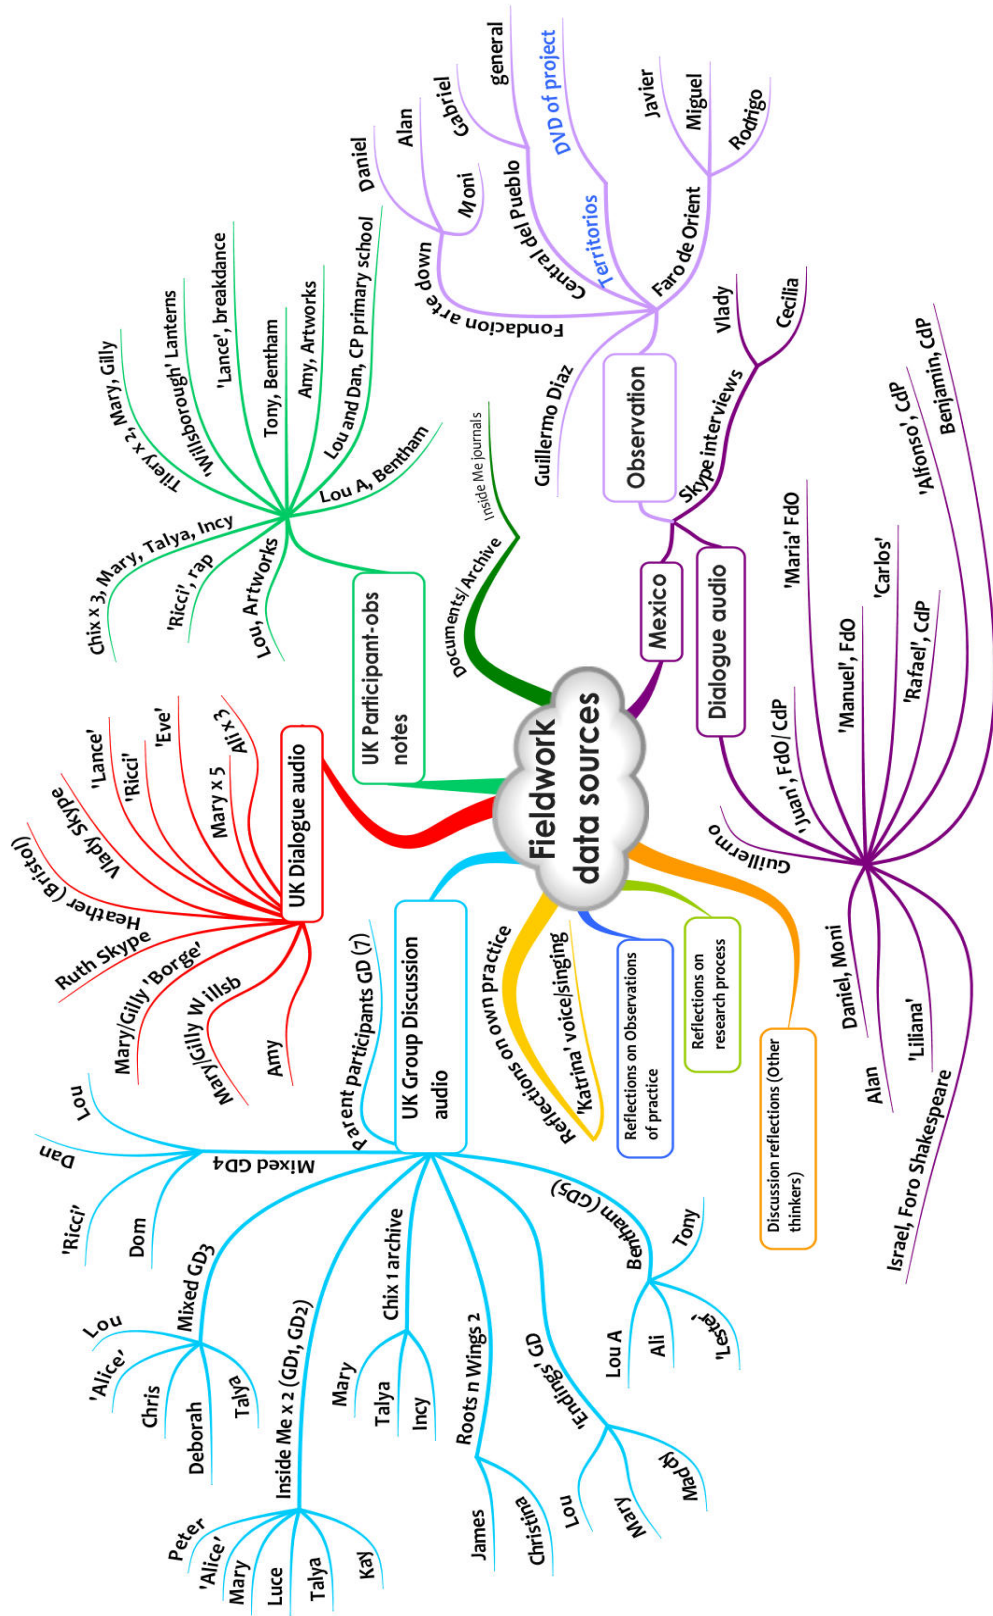 Fieldwork
data sources
UK Participant-obs
notes
Chix x 3, Mary, Talya, Incy
'Ricci', rap
Lou, Artworks
Tilery x 2, Mary, Gilly
'Willsborough' Lanterns
'Lance', breakdance
Tony, Bentham
Amy, Artworks
Lou and Dan, CP primary school
Lou A, Bentham
Documents/ Archive
Inside Me journals
Mexico
Observation
Guillermo Diaz
Fondacion arte down
Daniel
Alan
Moni
Central del Pueblo
Gabriel
general
Territorios
DVD of project
Faro de Orient
Javier
Miguel
Rodrigo
Skype interviews
Vlady
Cecilia
Dialogue audio
Guillermo
'Juan', FdO/ CdP
'Maria' FdO
'Manuel', FdO
'Carlos'
'Rafael', CdP
'Alfonso', CdP
Benjamin, CdP
Daniel, Moni
Alan
'Liliana'
Israel, Foro Shakespeare
UK Dialogue audio
Ali x 3
Mary x 5
'Eve'
'Ricci'
'Lance'
Vlady Skype
Heather (Bristol)
Ruth Skype
Mary/Gilly 'Borge'
Mary/Gilly W illsb
Amy
UK Group Discussion
audio
Parent participants GD (7)
Mixed GD4
Lou
Dan
'Ricci'
Dom
Mixed GD3
Lou
'Alice'
Chris
Deborah
Talya
Inside Me x 2 (GD1, GD2)
Peter
'Alice'
Mary
Luce
Talya
Kay
Chix 1 archive
Mary
Talya
Incy
Roots n Wings 2
James
Christina
'Endings' GD
Lou
Mary
Maddy
Bentham (GD5)
Lou A
Ali
'Lester'
Tony
Reflections on own practice
'Katrina' voice/singing
Reflections on Observations
of practice
Reflections on
research process
Discussion reflections (Other
thinkers)